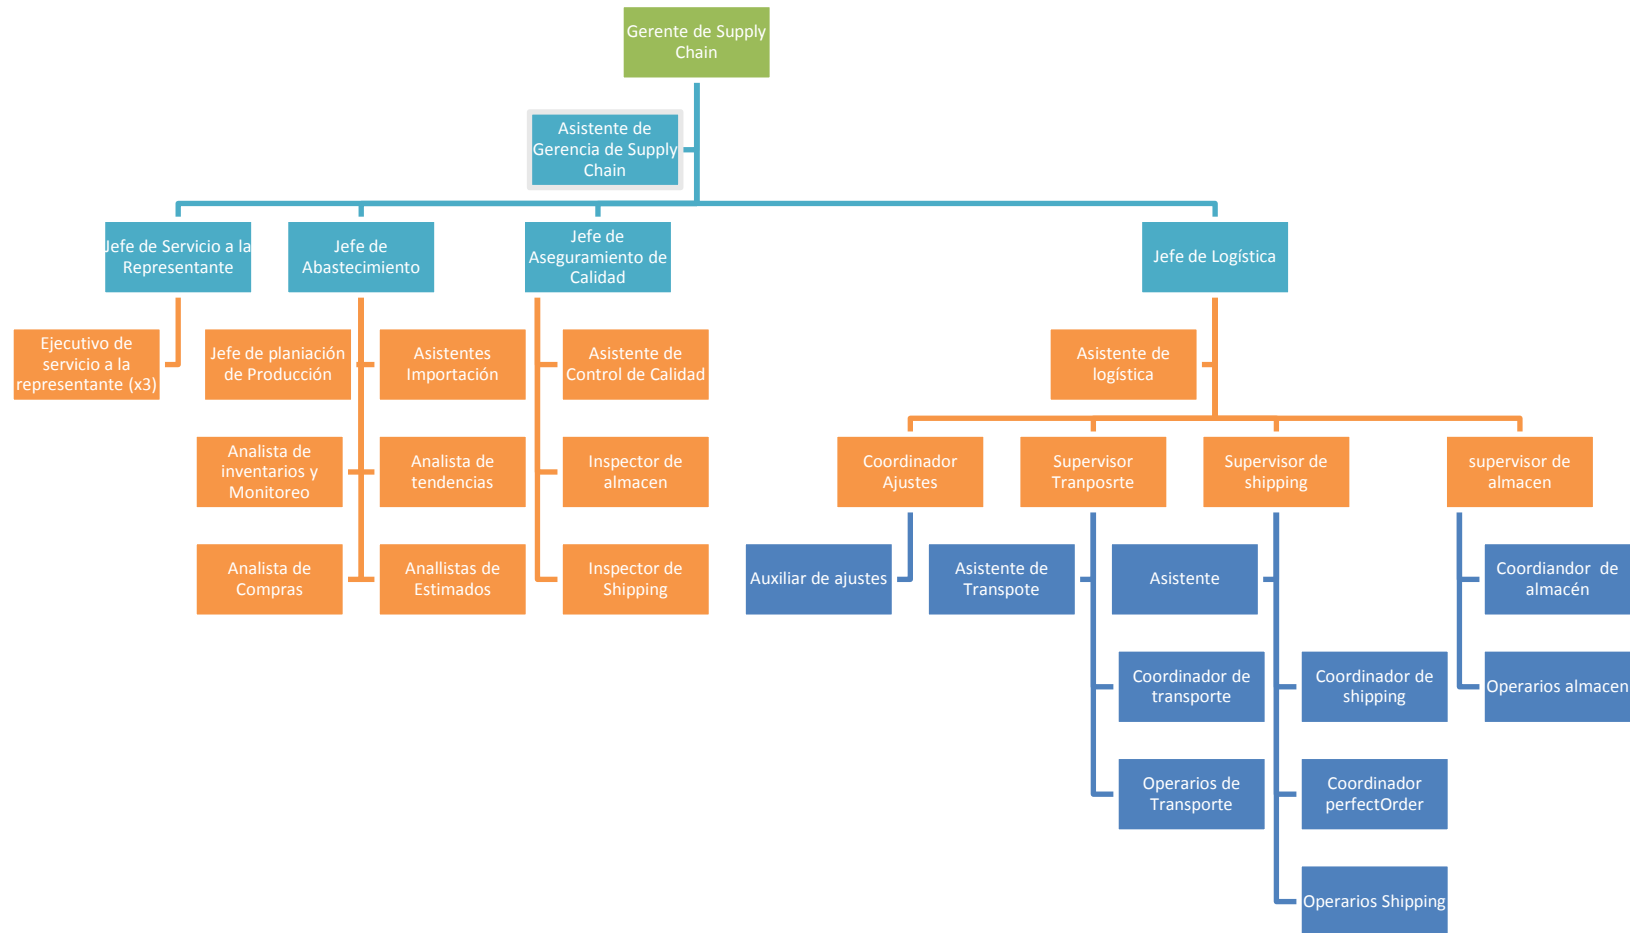 Gerente de Supply
Chain
Asistente de
Gerencia de Supply
Chain
Jefe de Servicio a la
Representante
Jefe de
Abastecimiento
Jefe de
Aseguramiento de
Calidad
Jefe de Logística
Ejecutivo de
servicio a la
representante (x3)
Jefe de planiación
de Producción
Asistentes
Importación
Asistente de
Control de Calidad
Asistente de
logística
Analista de
inventarios y
Monitoreo
Analista de
tendencias
Inspector de
almacen
Coordinador
Ajustes
Supervisor
Tranposrte
Supervisor de
shipping
supervisor de
almacen
Analista de
Compras
Anallistas de
Estimados
Inspector de
Shipping
Auxiliar de ajustes
Asistente de
Transpote
Asistente
Coordiandor de
almacén
Coordinador de
transporte
Coordinador de
shipping
Operarios almacen
Operarios de
Transporte
Coordinador
perfectOrder
Operarios Shipping